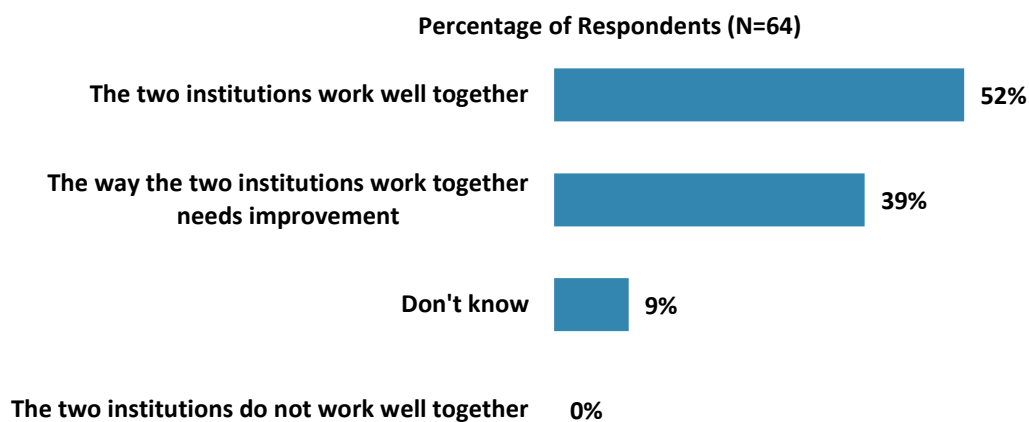 Percentage of Respondents (N=64)
The two institutions work well together
52%
The way the two institutions work together
needs improvement
39%
Don't know
9%
The two institutions do not work well together
0%